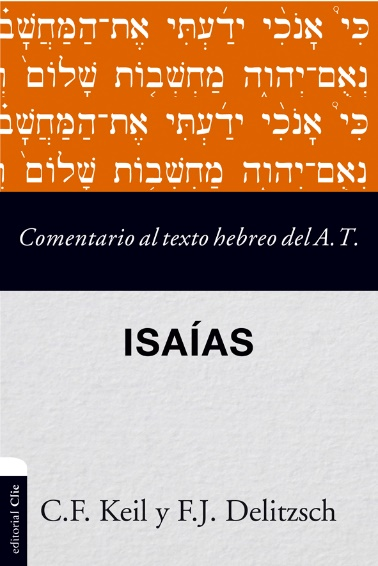 כִּי אָנֹכִי יָדַעְתִּי אֶת־הַמַּחֲשָׁבֹ
נְאֻם־יְהוָה מַחְשְׁבוֹת שָׁלוֹם וְ
כִּי אָנֹכִי יָדַעְתִּי אֶת־הַמַּחֲשָׁבֹ
נְאֻם־יְהוָה מַחְשְׁבוֹת שָׁלוֹם וְ
Comentario al texto hebreo del A. T.
ISAÍAS
C.F. Keil y F.J. Delitzsch
editorial Clie